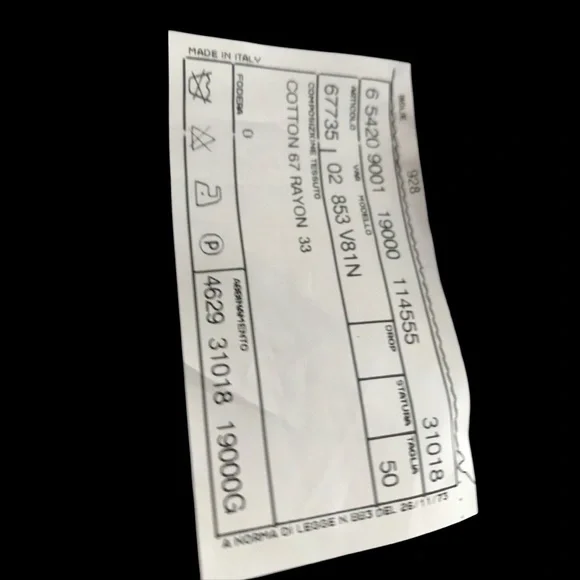 MADE IN ITALY
928
31018
6 5420 9001 19000 114555
ARTICOLO VAR MODELLO DROP STATURA TAGLIA
67735 02 853 V81N 50
COMPOSIZIONE TESSUTO
COTTON 67 RAYON 33
FODERA
0
P
ABBINAMENTO
4629 31018 19000G
A NORMA DI LEGGE N 883 DEL 26/11/73